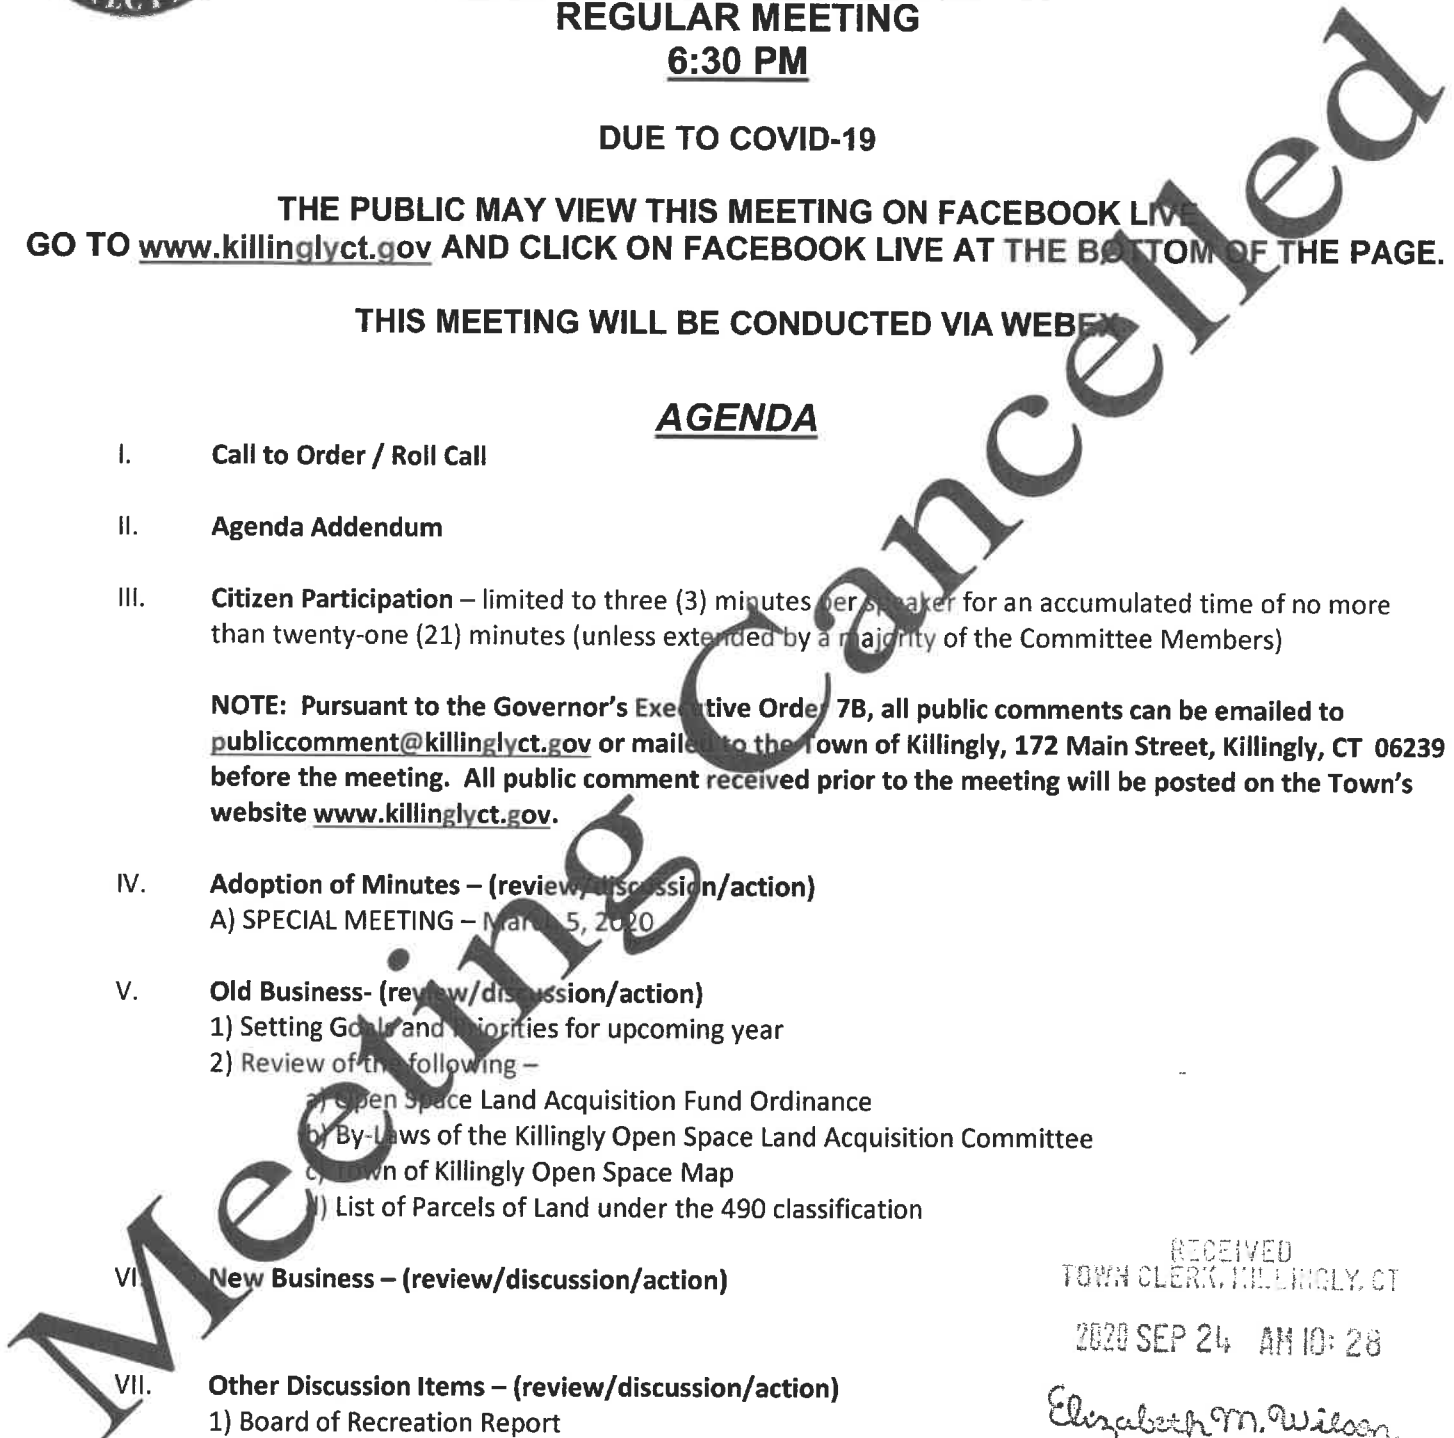 REGULAR MEETING
6:30 PM
DUE TO COVID-19
THE PUBLIC MAY VIEW THIS MEETING ON FACEBOOK LIVE
GO TO www.killinglyct.gov AND CLICK ON FACEBOOK LIVE AT THE BOTTOM OF THE PAGE.
THIS MEETING WILL BE CONDUCTED VIA WEBEX.
AGENDA
I. Call to Order / Roll Call
II. Agenda Addendum
III. Citizen Participation – limited to three (3) minutes per speaker for an accumulated time of no more
than twenty-one (21) minutes (unless extended by a majority of the Committee Members)
NOTE: Pursuant to the Governor's Executive Order 7B, all public comments can be emailed to
publiccomment@killinglyct.gov or mailed to the Town of Killingly, 172 Main Street, Killingly, CT 06239
before the meeting. All public comment received prior to the meeting will be posted on the Town's
website www.killinglyct.gov.
IV. Adoption of Minutes – (review/discussion/action)
A) SPECIAL MEETING – March 5, 2020
V. Old Business- (review/discussion/action)
1) Setting Goals and Priorities for upcoming year
2) Review of the following –
a) Open Space Land Acquisition Fund Ordinance
b) By-Laws of the Killingly Open Space Land Acquisition Committee
c) Town of Killingly Open Space Map
d) List of Parcels of Land under the 490 classification
VI. New Business – (review/discussion/action)
VII. Other Discussion Items – (review/discussion/action)
1) Board of Recreation Report
Meeting Cancelled
RECEIVED
TOWN CLERK, KILLINGLY, CT
2020 SEP 24 AM 10: 28
Elizabeth M. Wilson